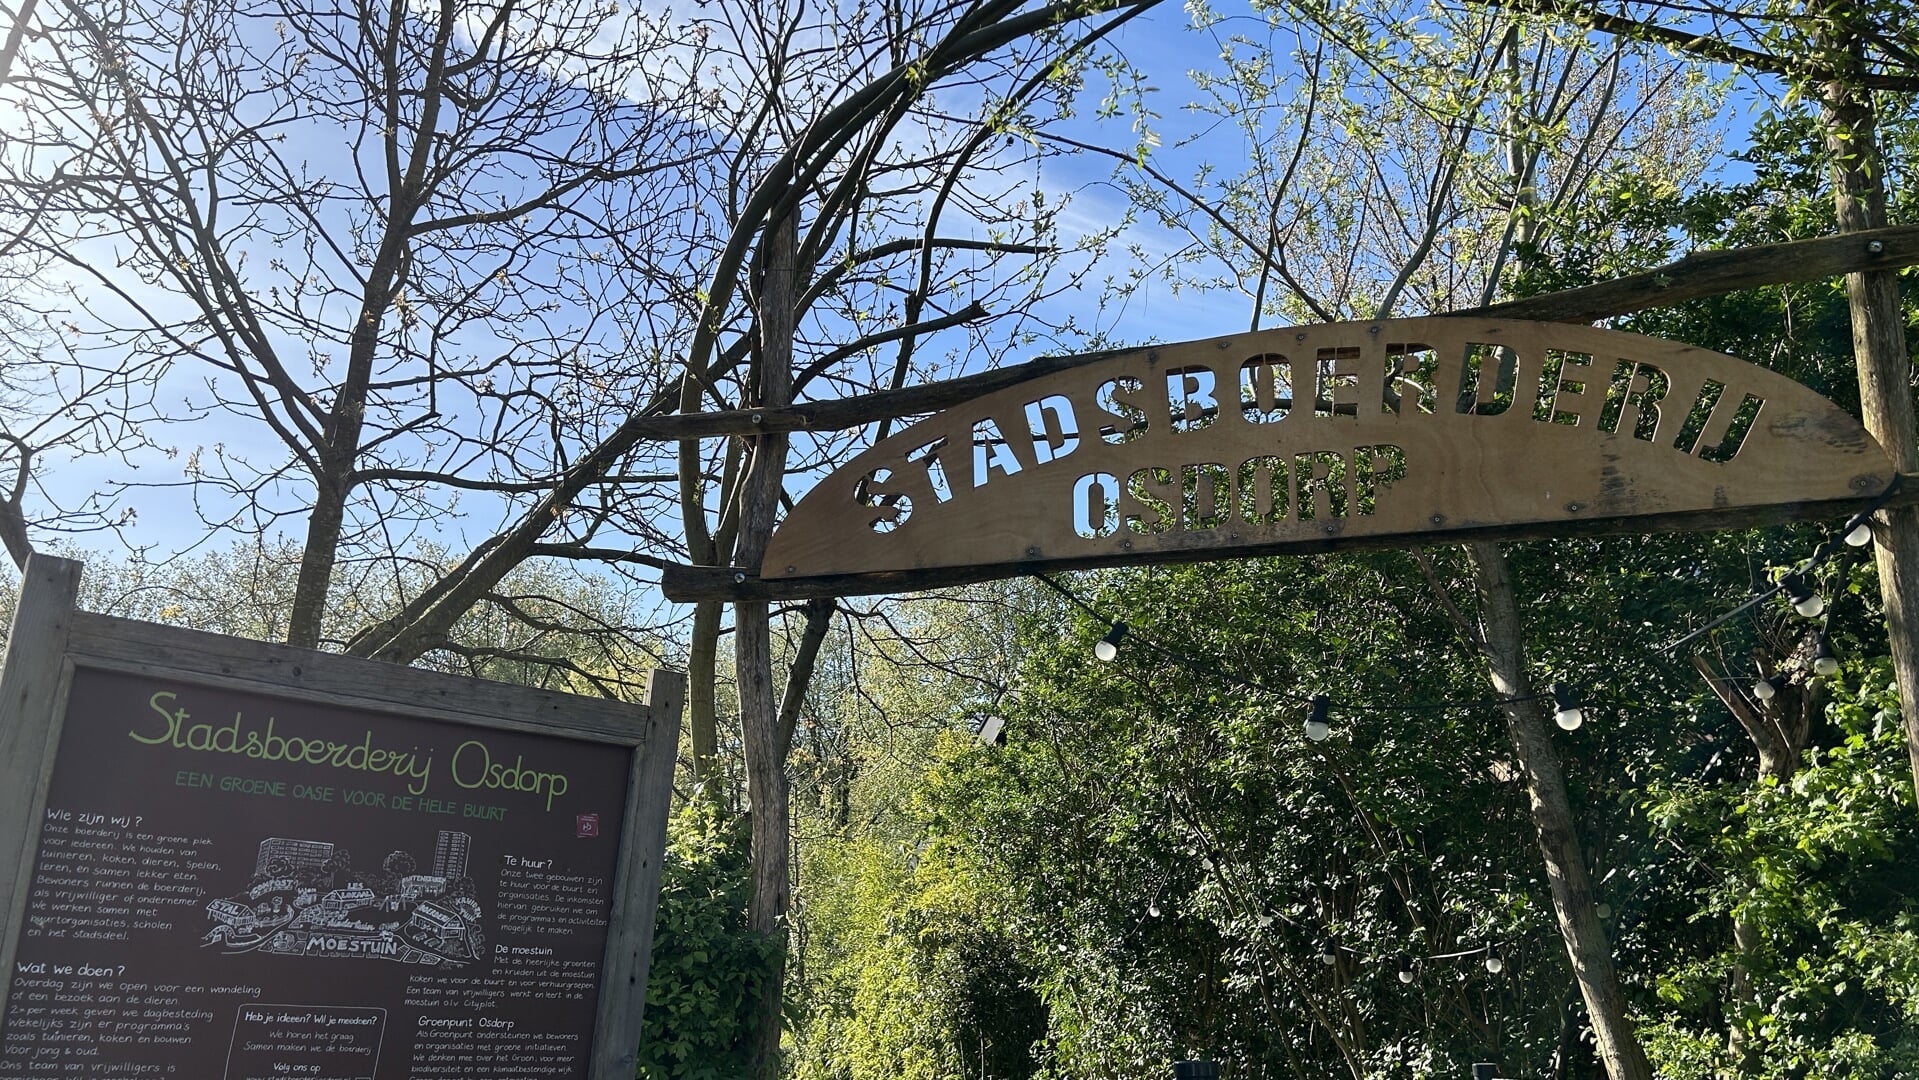 STADSBOERDERIJ
OSDORP
Stadsboerderij Osdorp
EEN GROENE OASE VOOR DE HELE BUURT
Wie zijn wij?
Onze boerderij is een groene plek
voor iedereen. We houden van
tuinieren, koken, dieren, spelen,
leren, en samen lekker eten.
Bewoners runnen de boerderij,
als vrijwilliger of ondernemer.
We werken samen met
buurtorganisaties, scholen
en het stadsdeel.
Wat we doen?
Overdag zijn we open voor een wandeling
of een bezoek aan de dieren.
2x per week geven we dagbesteding
Wekelijks zijn er programma's
zoals tuinieren, koken en bouwen.
Voor jong & oud.
Ons team van vrijwilligers is
COMPOST
LES
LOKAAL
BUITENKEUKEN
STAL
MOESTUIN
Heb je ideeën? Wil je meedoen?
We horen het graag
Samen maken we de boerderij
Volg ons op
Te huur?
Onze twee gebouwen zijn
te huur voor de buurt en
organisaties. De inkomsten
hiervan gebruiken we om
de programma's en activiteiten
mogelijk te maken.
De moestuin
Met de heerlijke groenten
en kruiden uit de moestuin
koken we voor de buurt en voor verhuurgroepen.
Een team van vrijwilligers werkt en leert in de
moestuin o.l.v. Cityplot.
Groenpunt Osdorp
Als Groenpunt ondersteunen we bewoners
en organisaties met groene initiatieven.
We denken mee over het Groen, voor meer
biodiversiteit en een klimaatbestendige wijk.